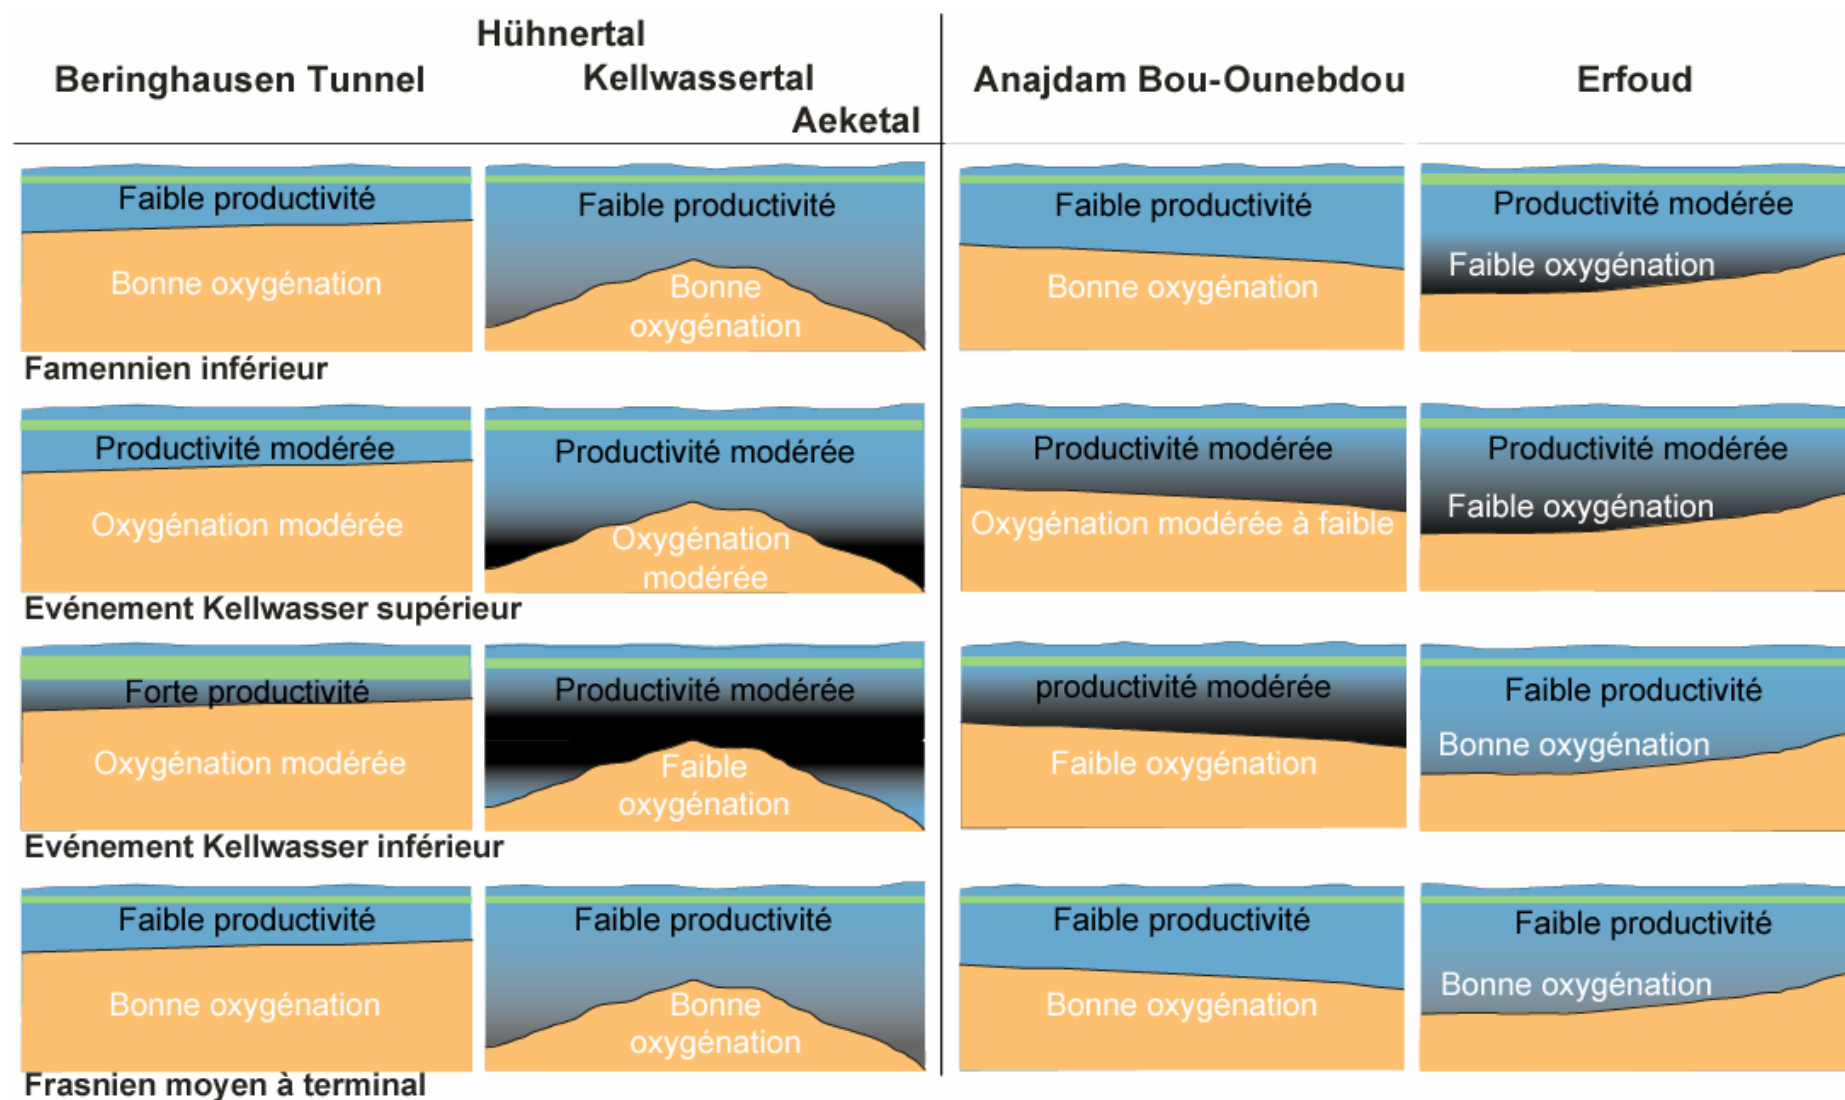 Hühnertal
Beringhausen Tunnel
Kellwassertal
Aeketal
Anajdam Bou-Ounebdou
Erfoud
Faible productivité
Bonne oxygénation
Faible productivité
Bonne
oxygénation
Faible productivité
Bonne oxygénation
Productivité modérée
Faible oxygénation
Famennien inférieur
Productivité modérée
Oxygénation modérée
Productivité modérée
Oxygénation
modérée
Productivité modérée
Oxygénation modérée à faible
Productivité modérée
Faible oxygénation
Evénement Kellwasser supérieur
Forte productivité
Oxygénation modérée
Productivité modérée
Faible
oxygénation
productivité modérée
Faible oxygénation
Faible productivité
Bonne oxygénation
Evénement Kellwasser inférieur
Faible productivité
Bonne oxygénation
Faible productivité
Bonne
oxygénation
Faible productivité
Bonne oxygénation
Faible productivité
Bonne oxygénation
Frasnien moyen à terminal